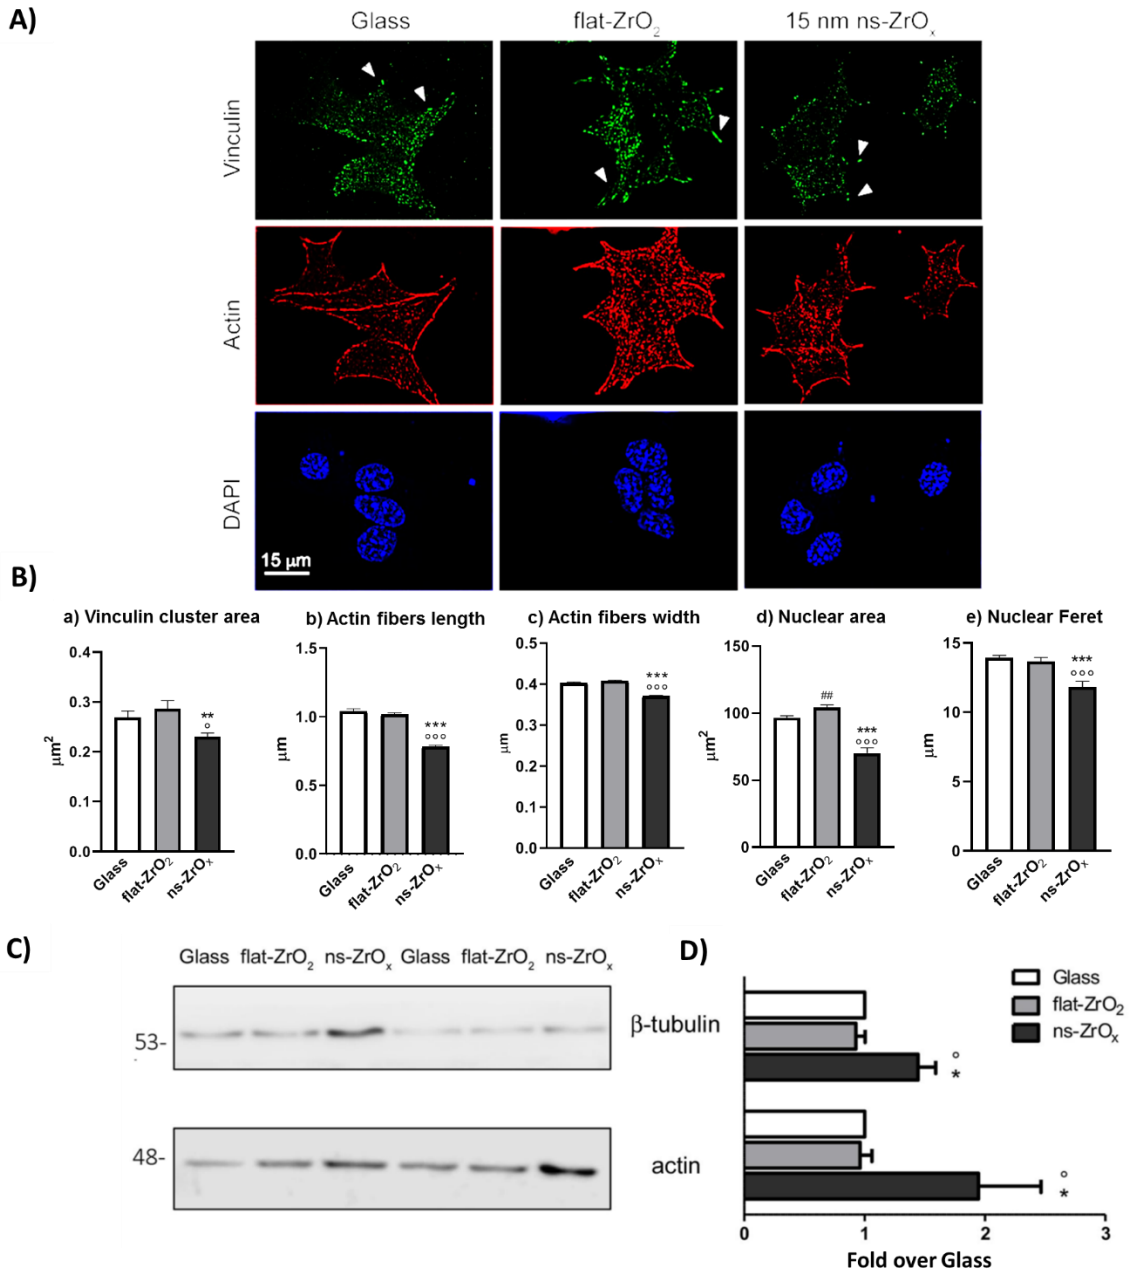 A)
Glass flat-ZrO2 15 nm ns-ZrOx
Vinculin
Actin
DAPI
15 µm
B)
a) Vinculin cluster area
b) Actin fibers length
c) Actin fibers width
d) Nuclear area
e) Nuclear Feret
µm2
0.4
0.3
0.2
0.1
0.0
**
°
Glass
flat-ZrO2
ns-ZrOx
µm
1.5
1.0
0.5
0.0
***
°°°
Glass
flat-ZrO2
ns-ZrOx
µm
0.5
0.4
0.3
0.2
0.1
0.0
***
°°°
Glass
flat-ZrO2
ns-ZrOx
µm2
150
100
50
0
##
***
°°°
Glass
flat-ZrO2
ns-ZrOx
µm
15
10
5
0
***
°°°
Glass
flat-ZrO2
ns-ZrOx
C)
Glass flat-ZrO2 ns-ZrOx Glass flat-ZrO2 ns-ZrOx
53-
β-tubulin
48-
actin
D)
Glass
flat-ZrO2
ns-ZrOx
°
*
°
*
0 1 2 3
Fold over Glass